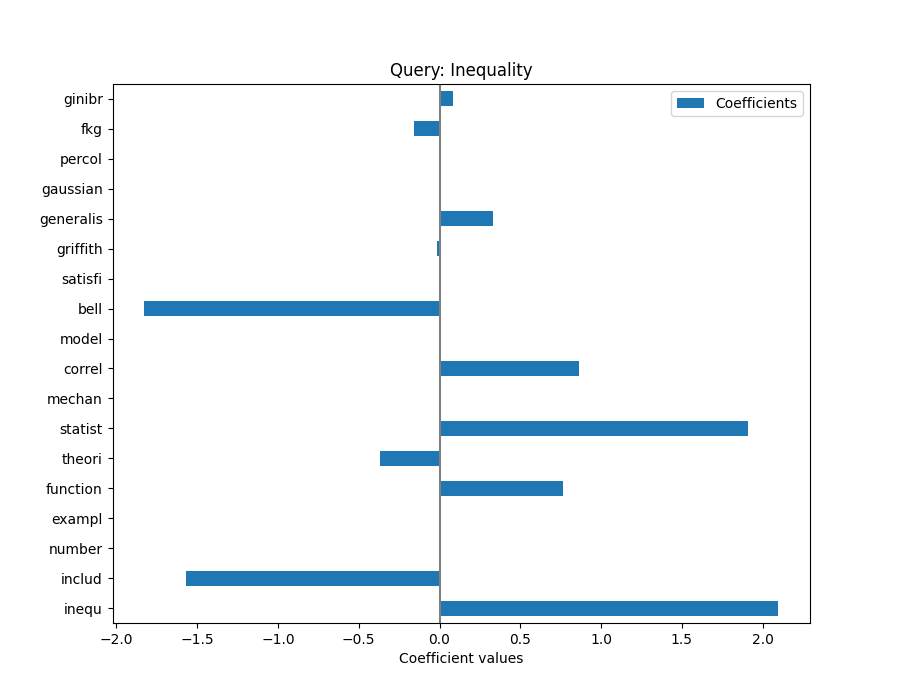 Query: Inequality
Coefficients
ginibr
fkg
percol
gaussian
generalis
griffith
satisfi
bell
model
correl
mechan
statist
theori
function
exampl
number
includ
inequ
−2.0 −1.5 −1.0 −0.5 0.0 0.5 1.0 1.5 2.0
Coefficient values